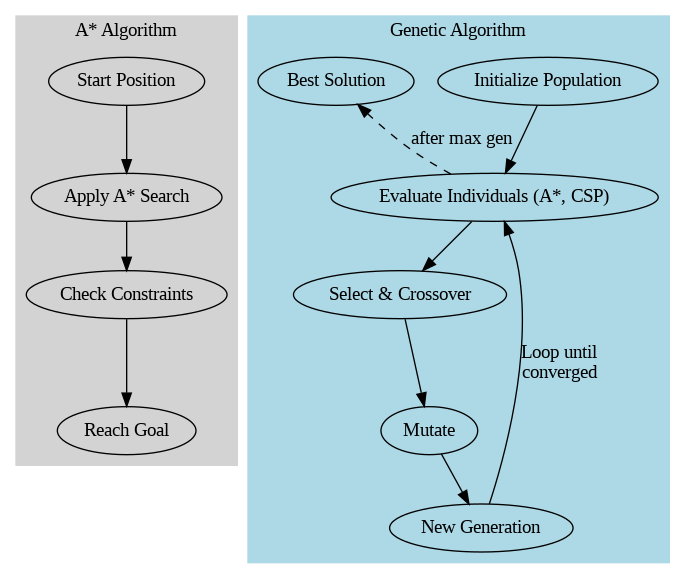 A* Algorithm
Start Position
Apply A* Search
Check Constraints
Reach Goal
Genetic Algorithm
Best Solution
Initialize Population
after max gen
Evaluate Individuals (A*, CSP)
Select & Crossover
Loop until
converged
Mutate
New Generation